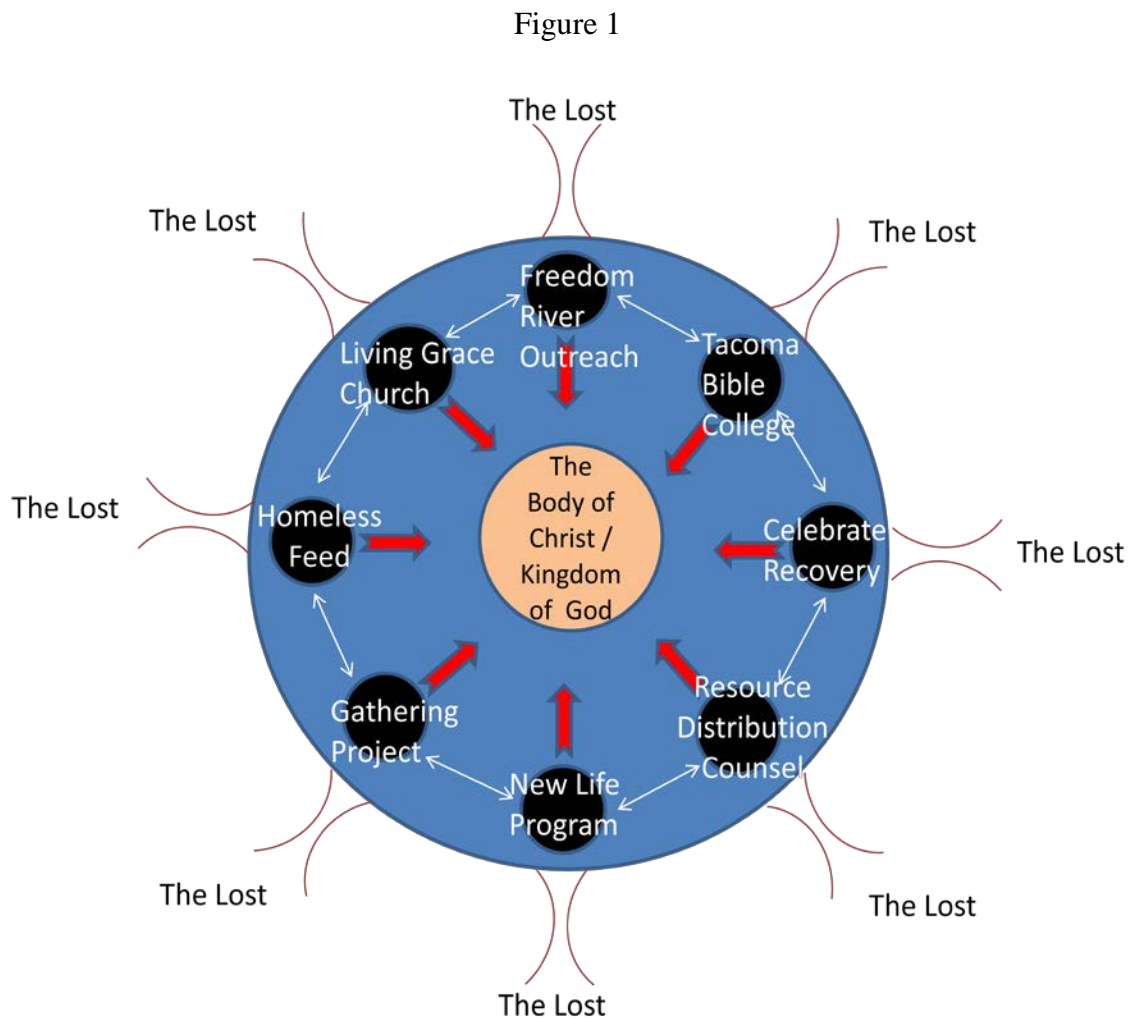 Figure 1
The Lost
The Lost
The Lost
Freedom
River
Outreach
Living Grace
Church
Tacoma
Bible
College
The Lost
Homeless
Feed
The
Body of
Christ /
Kingdom
of God
Celebrate
Recovery
The Lost
Gathering
Project
Resource
Distribution
Counsel
New Life
Program
The Lost
The Lost
The Lost